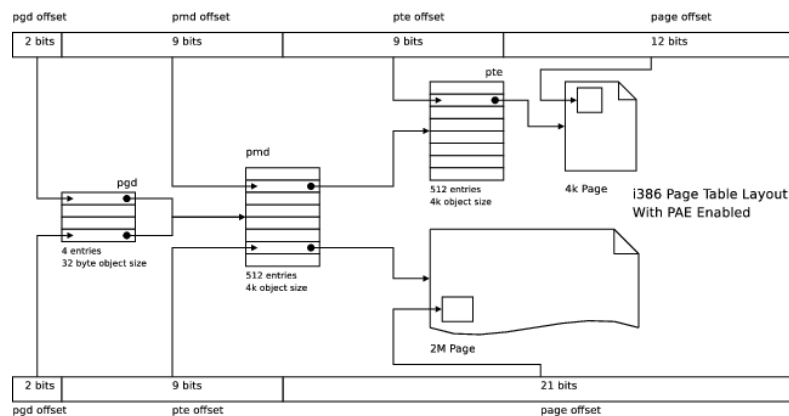 pgd offset pmd offset pte offset page offset
2 bits 9 bits 9 bits 12 bits
pte
pmd
pgd
512 entries
4k object size
4k Page
i386 Page Table Layout
With PAE Enabled
4 entries
32 byte object size
512 entries
4k object size
2M Page
2 bits 9 bits 21 bits
pgd offset pte offset page offset